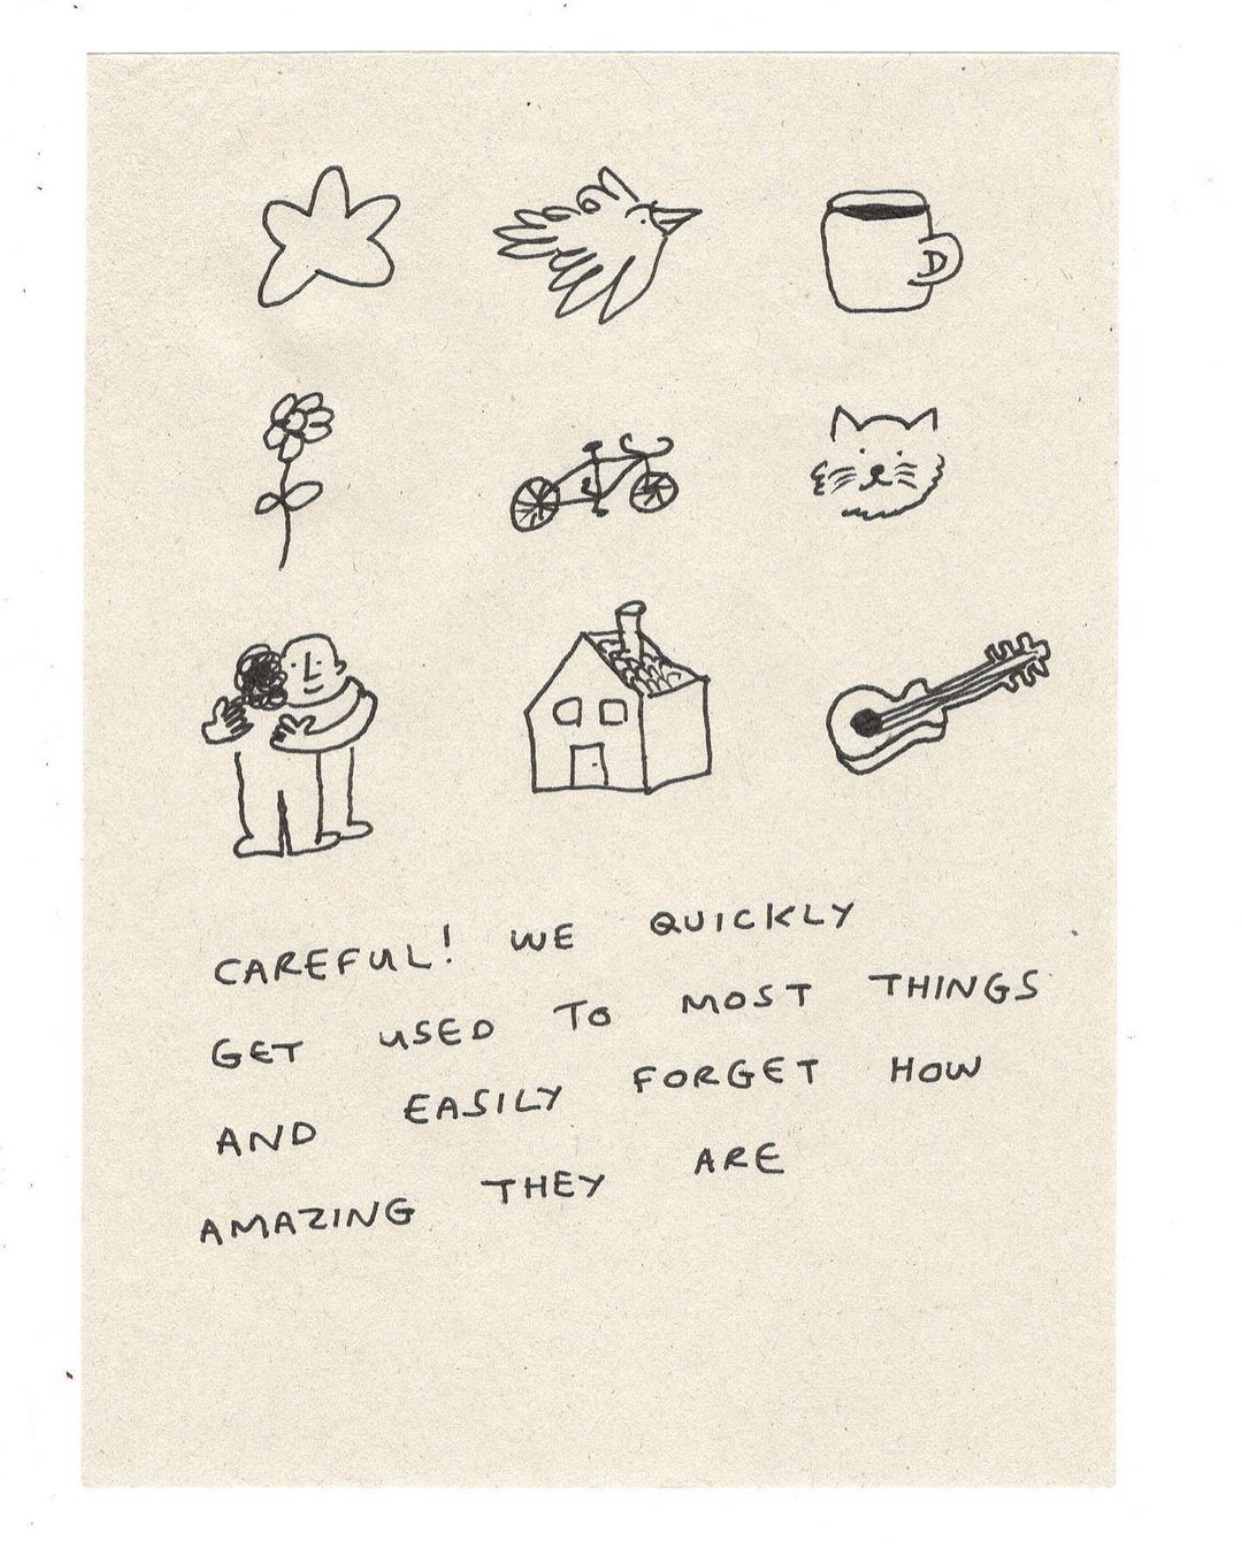 CAREFUL! WE QUICKLY
GET USED TO MOST THINGS
AND EASILY FORGET HOW
AMAZING THEY ARE